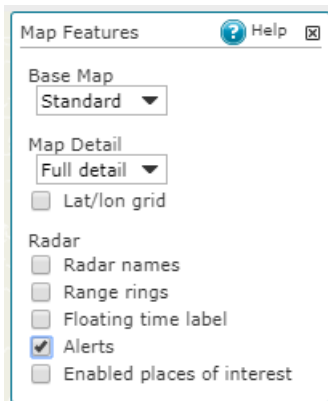 Map Features ? Help
Base Map
Standard
Map Detail
Full detail
Lat/lon grid
Radar
Radar names
Range rings
Floating time label
Alerts
Enabled places of interest